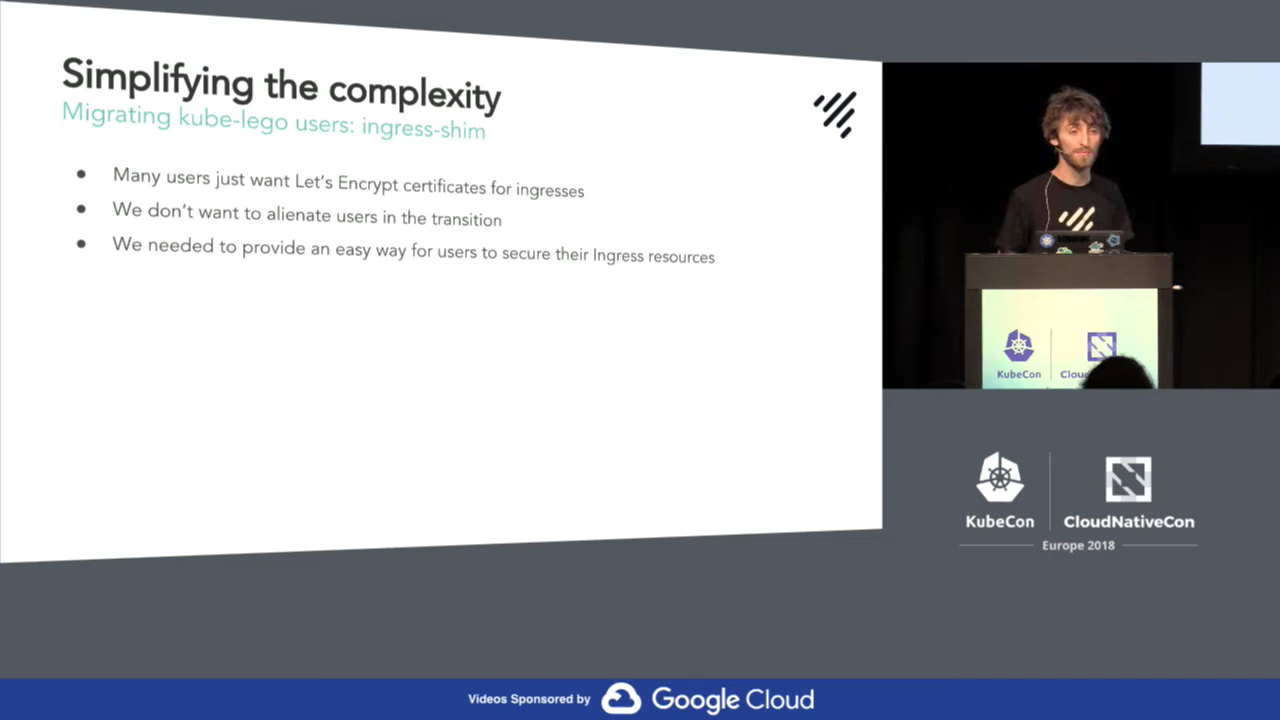 Simplifying the complexity
Migrating kube-lego users: ingress-shim
● Many users just want Let's Encrypt certificates for ingresses
● We don't want to alienate users in the transition
● We needed to provide an easy way for users to secure their Ingress resources
KubeCon
KubeCon
CloudNativeCon
Europe 2018
Videos Sponsored by Google Cloud